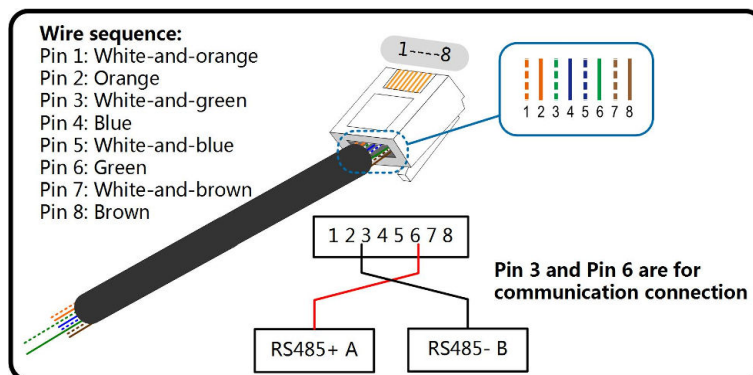 Wire sequence:
Pin 1: White-and-orange
Pin 2: Orange
Pin 3: White-and-green
Pin 4: Blue
Pin 5: White-and-blue
Pin 6: Green
Pin 7: White-and-brown
Pin 8: Brown
1----8
1 2 3 4 5 6 7 8
1 2 3 4 5 6 7 8
Pin 3 and Pin 6 are for
communication connection
RS485+ A
RS485- B